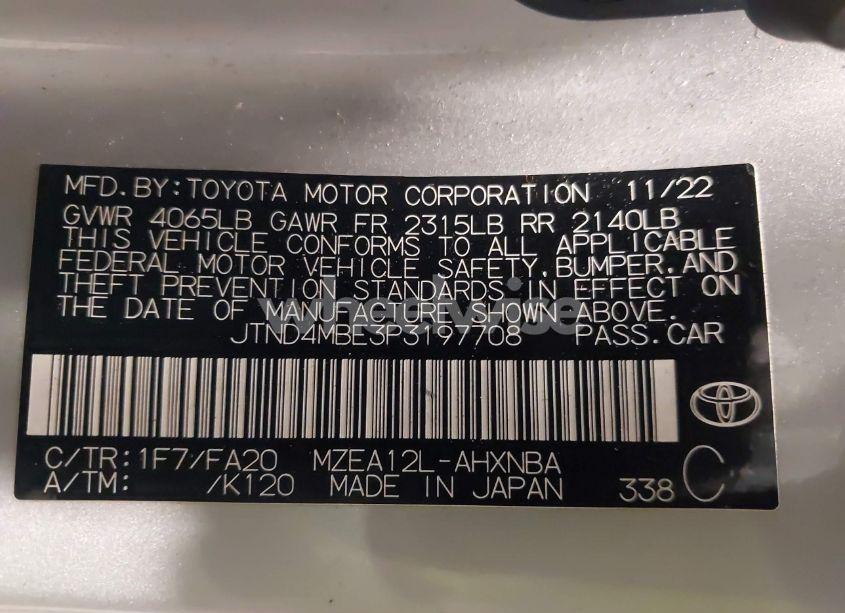 MFD. BY: TOYOTA MOTOR CORPORATION 11/22
GVWR 4065LB GAWR FR 2315LB RR 2140LB
THIS VEHICLE CONFORMS TO ALL APPLICABLE
FEDERAL MOTOR VEHICLE SAFETY, BUMPER, AND
THEFT PREVENTION STANDARDS IN EFFECT ON
THE DATE OF MANUFACTURE SHOWN ABOVE.
wheelwise
JTND4MBE3P3197708 PASS. CAR
C/TR: 1F7/FA20 MZEA12L-AHXNBA
A/TM: /K120 MADE IN JAPAN 338 C